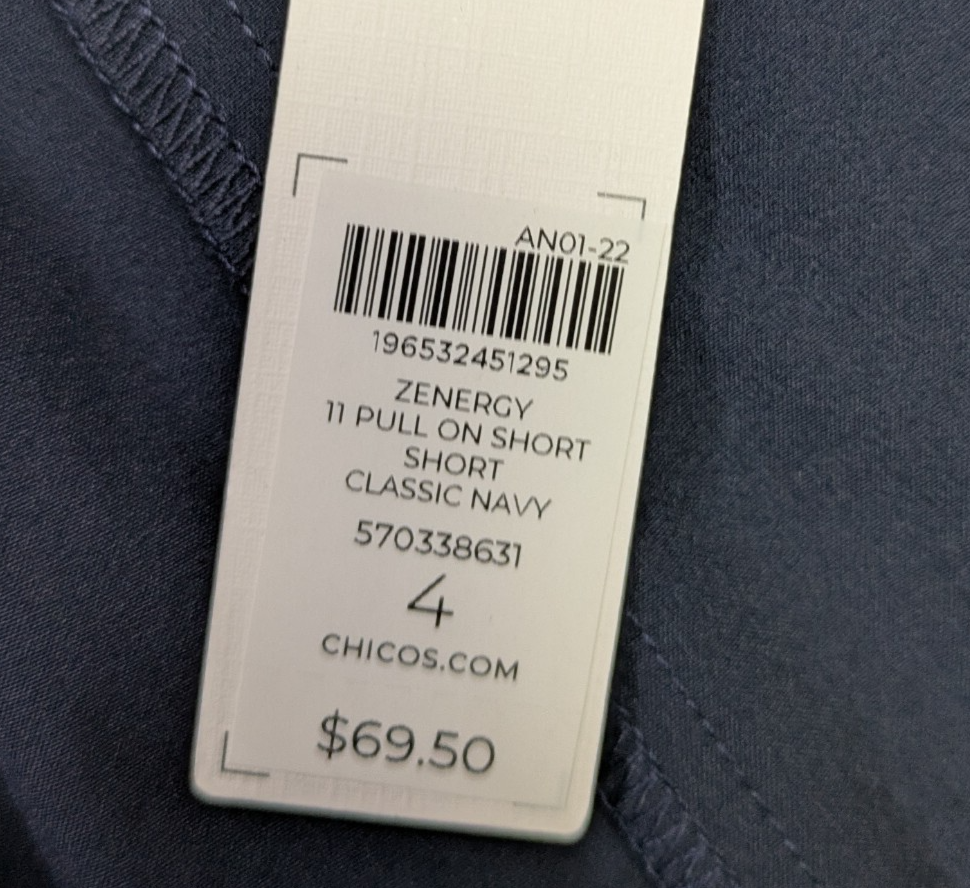 AN01-22
196532451295
ZENERGY
11 PULL ON SHORT
SHORT
CLASSIC NAVY
570338631
4
CHICOS.COM
$69.50